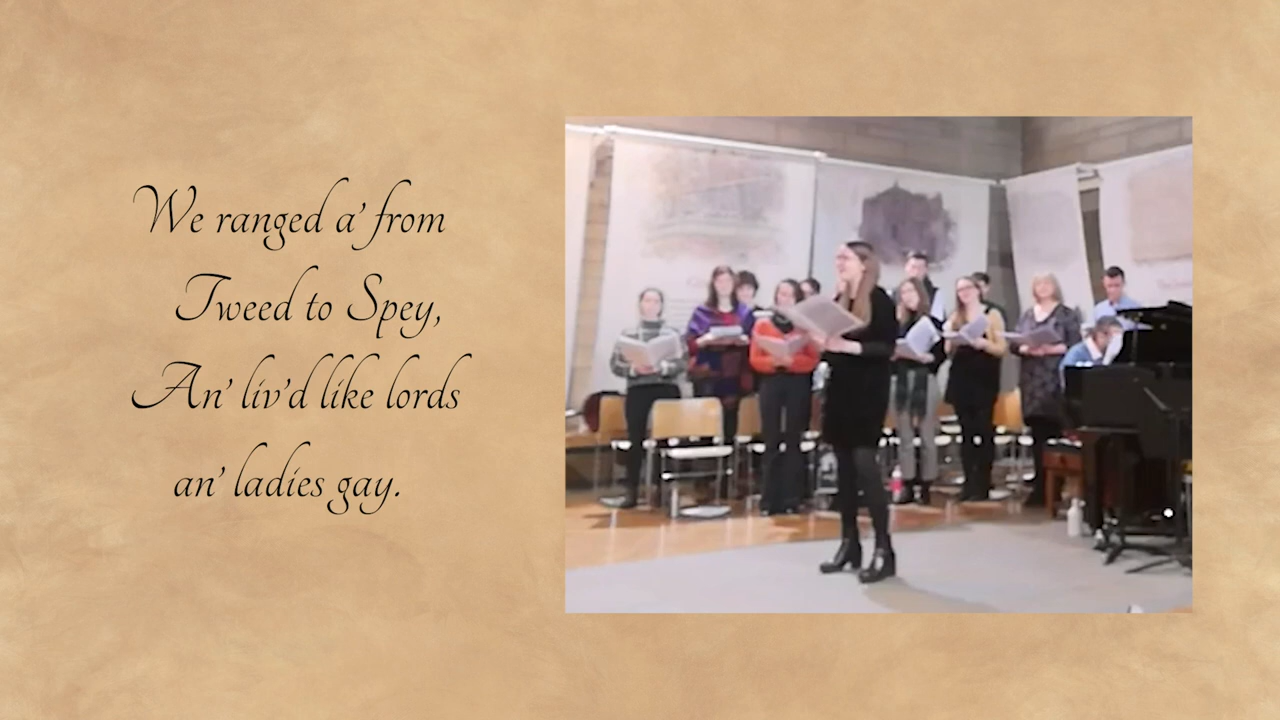 We ranged a' from
Tweed to Spey,
An' liv'd like lords
an' ladies gay.